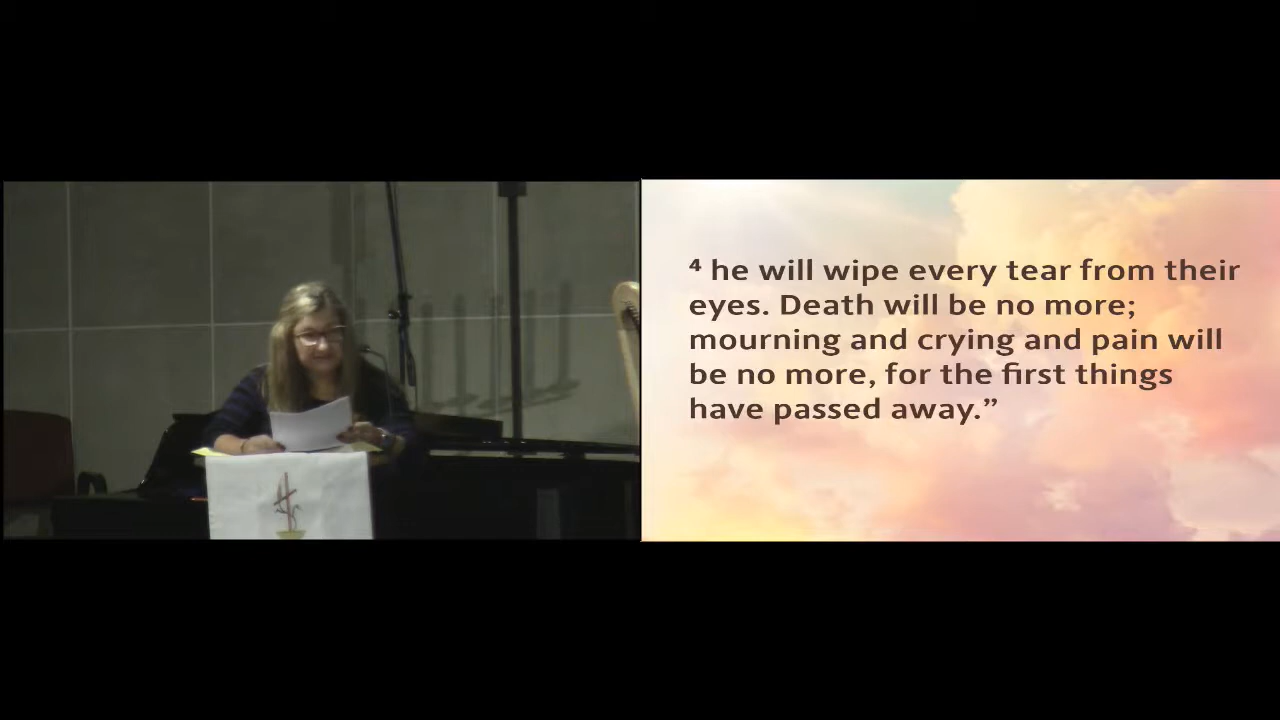 ⁴ he will wipe every tear from their
eyes. Death will be no more;
mourning and crying and pain will
be no more, for the first things
have passed away.”